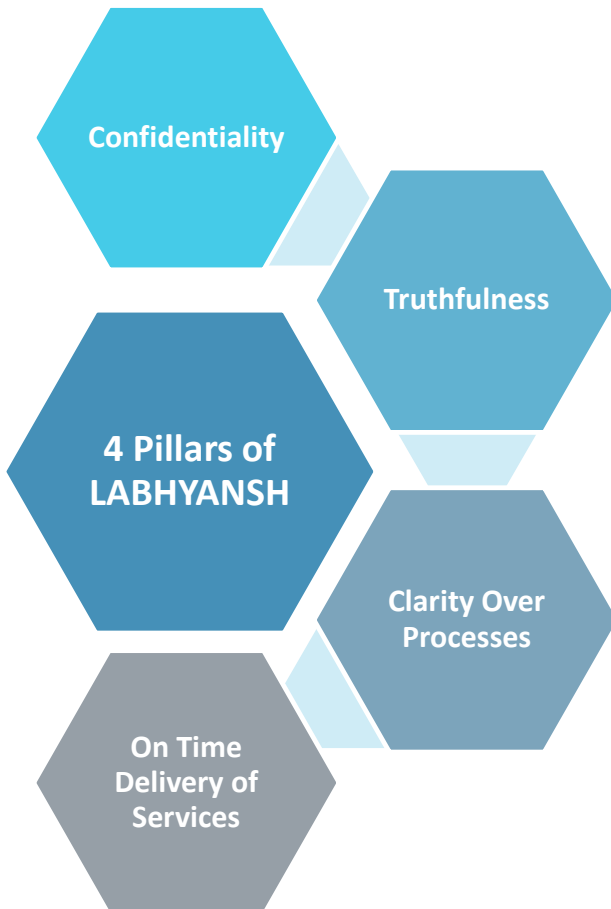 Confidentiality
Truthfulness
4 Pillars of
LABHYANSH
Clarity Over
Processes
On Time
Delivery of
Services